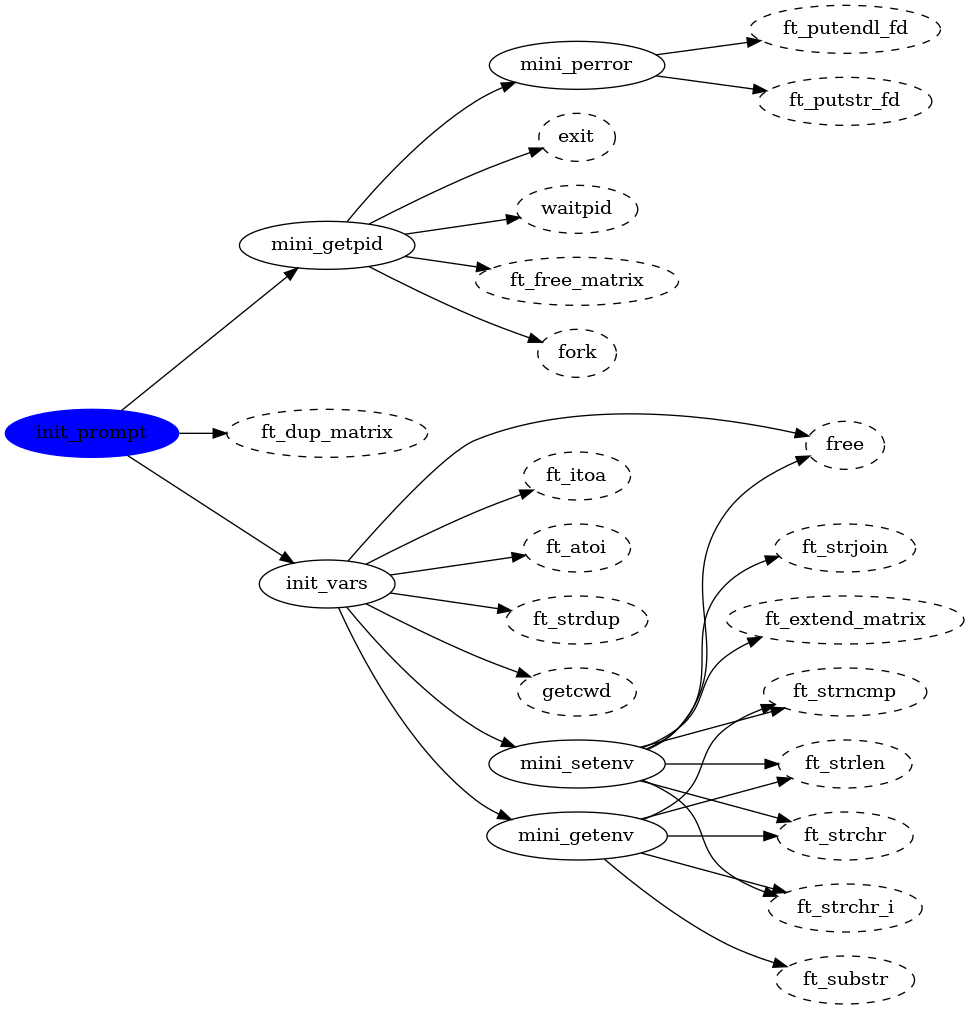 ft_putendl_fd
mini_perror
ft_putstr_fd
exit
waitpid
mini_getpid
ft_free_matrix
fork
init_prompt
ft_dup_matrix
free
ft_itoa
ft_atoi
ft_strjoin
init_vars
ft_strdup
ft_extend_matrix
getcwd
ft_strncmp
mini_setenv
ft_strlen
mini_getenv
ft_strchr
ft_strchr_i
ft_substr